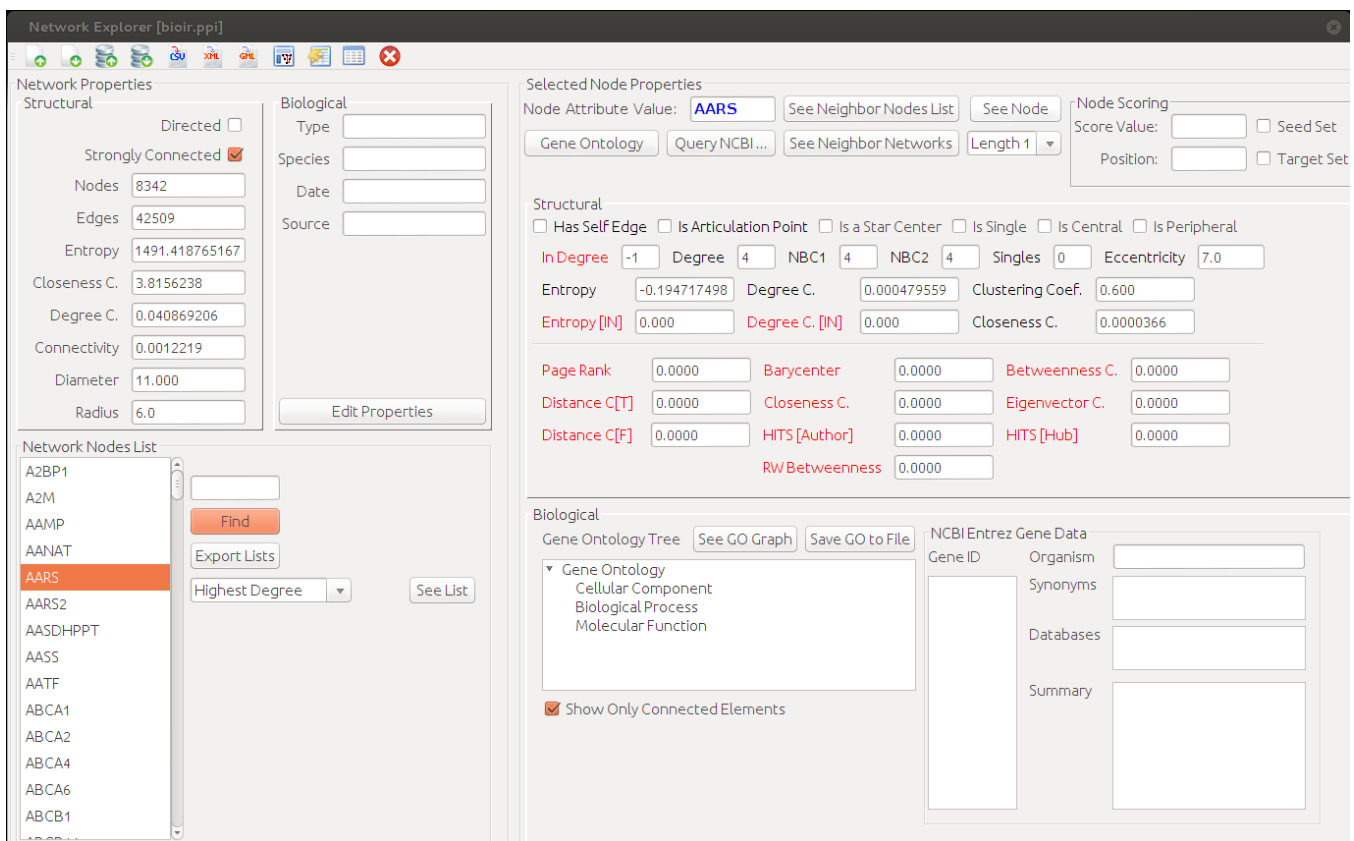 Network Explorer [bioir.ppi]
CSV XML GML
Network Properties
Structural
Directed
Strongly Connected
Nodes 8342
Edges 42509
Entropy 1491.418765167
Closeness C. 3.8156238
Degree C. 0.040869206
Connectivity 0.0012219
Diameter 11.000
Radius 6.0
Biological
Type
Species
Date
Source
Edit Properties
Network Nodes List
A2BP1
A2M
AAMP
AANAT
AARS
AARS2
AASDHPPT
AASS
AATF
ABCA1
ABCA2
ABCA4
ABCA6
ABCB1
Find
Export Lists
Highest Degree See List
Selected Node Properties
Node Attribute Value: AARS See Neighbor Nodes List See Node
Gene Ontology Query NCBI... See Neighbor Networks Length 1
Node Scoring
Score Value: Seed Set
Position: Target Set
Structural
Has Self Edge Is Articulation Point Is a Star Center Is Single Is Central Is Peripheral
In Degree -1 Degree 4 NBC1 4 NBC2 4 Singles 0 Eccentricity 7.0
Entropy -0.194717498 Degree C. 0.000479559 Clustering Coef. 0.600
Entropy [IN] 0.000 Degree C. [IN] 0.000 Closeness C. 0.0000366
Page Rank 0.0000 Barycenter 0.0000 Betweenness C. 0.0000
Distance C[T] 0.0000 Closeness C. 0.0000 Eigenvector C. 0.0000
Distance C[F] 0.0000 HITS [Author] 0.0000 HITS [Hub] 0.0000
RW Betweenness 0.0000
Biological
Gene Ontology Tree See GO Graph Save GO to File
Gene Ontology
Cellular Component
Biological Process
Molecular Function
Show Only Connected Elements
NCBI Entrez Gene Data
Gene ID Organism
Synonyms
Databases
Summary